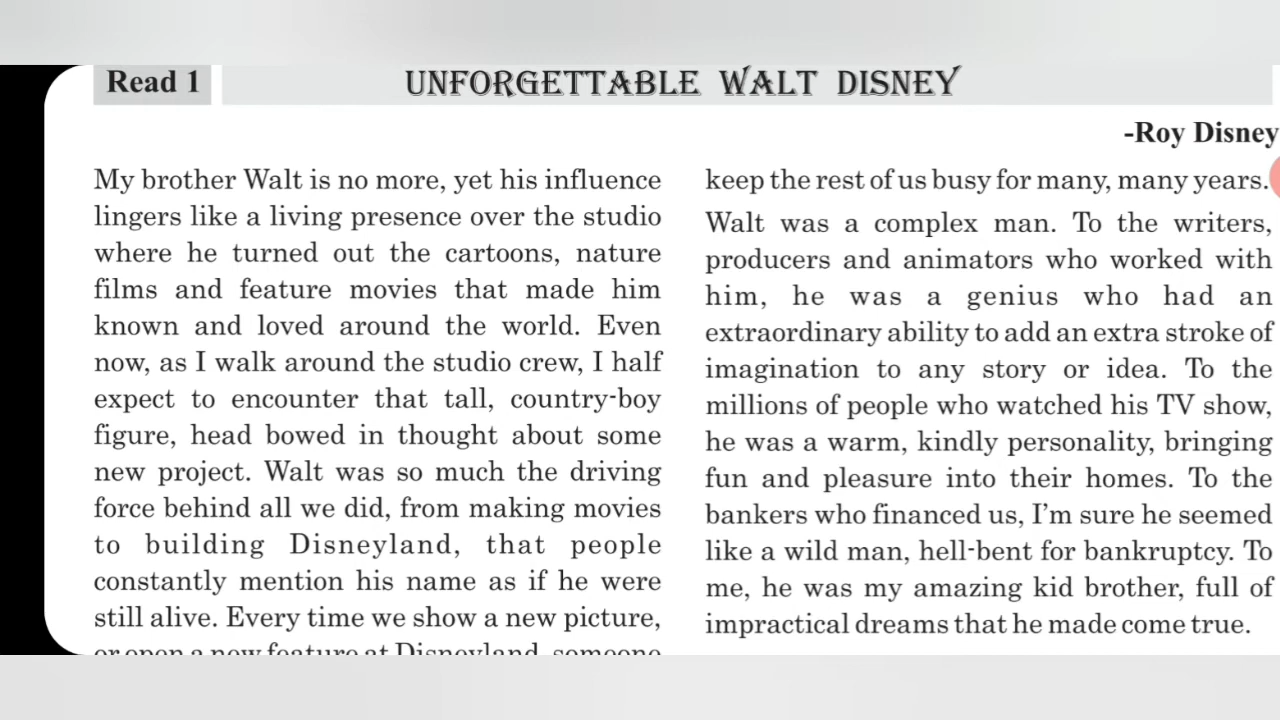 Read 1
UNFORGETTABLE WALT DISNEY
-Roy Disney
My brother Walt is no more, yet his influence
lingers like a living presence over the studio
where he turned out the cartoons, nature
films and feature movies that made him
known and loved around the world. Even
now, as I walk around the studio crew, I half
expect to encounter that tall, country-boy
figure, head bowed in thought about some
new project. Walt was so much the driving
force behind all we did, from making movies
to building Disneyland, that people
constantly mention his name as if he were
still alive. Every time we show a new picture,
or open a new feature at Disneyland, someone
keep the rest of us busy for many, many years.
Walt was a complex man. To the writers,
producers and animators who worked with
him, he was a genius who had an
extraordinary ability to add an extra stroke of
imagination to any story or idea. To the
millions of people who watched his TV show,
he was a warm, kindly personality, bringing
fun and pleasure into their homes. To the
bankers who financed us, I'm sure he seemed
like a wild man, hell-bent for bankruptcy. To
me, he was my amazing kid brother, full of
impractical dreams that he made come true.